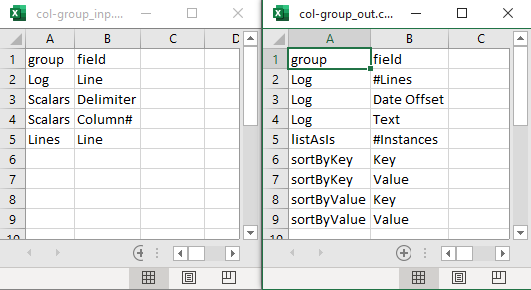 col-group_inp....
A B C D
1 group field
2 Log Line
3 Scalars Delimiter
4 Scalars Column#
5 Lines Line
6
7
8
9
10
col-group_out.c...
A B C
1 group field
2 Log #Lines
3 Log Date Offset
4 Log Text
5 listAsIs #Instances
6 sortByKey Key
7 sortByKey Value
8 sortByValue Key
9 sortByValue Value
10